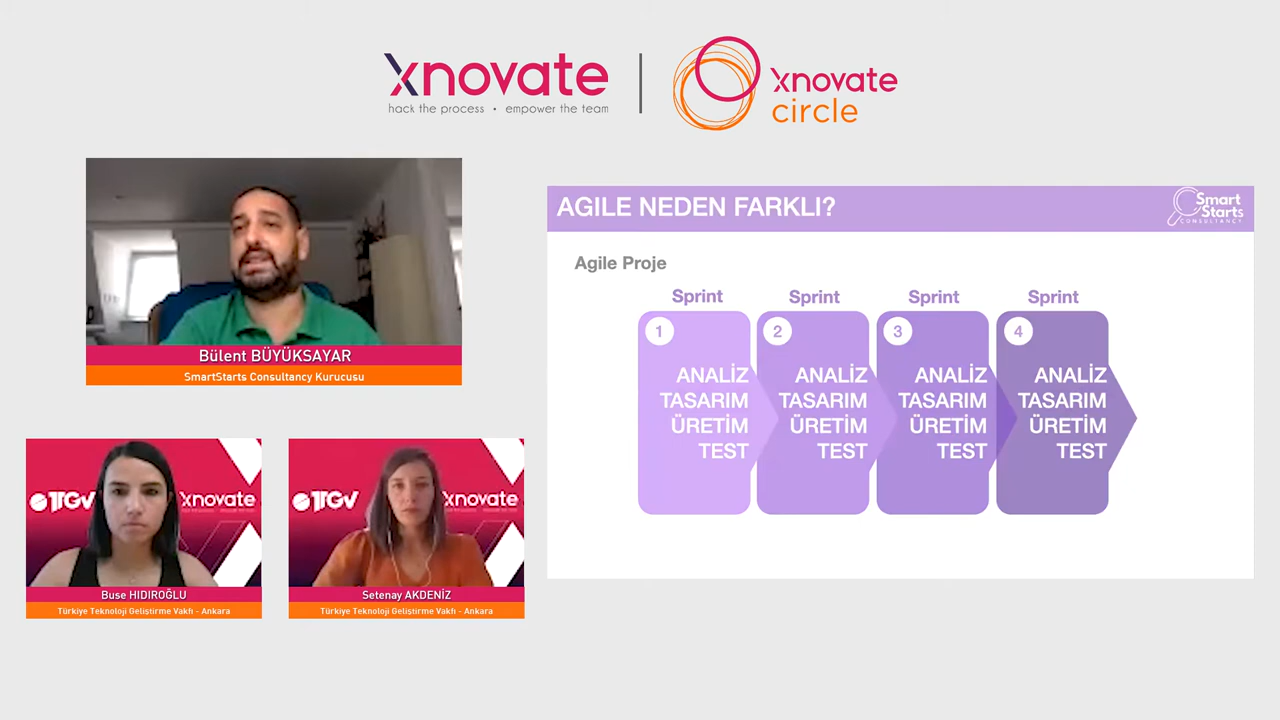 xnovate
hack the process • empower the team
xnovate
circle
Bülent BÜYÜKSAYAR
SmartStarts Consultancy Kurucusu
TTGV
xnovate
Buse HIDIROĞLU
Türkiye Teknoloji Geliştirme Vakfı - Ankara
TTGV
xnovate
Setenay AKDENİZ
Türkiye Teknoloji Geliştirme Vakfı - Ankara
AGILE NEDEN FARKLI?
Smart
Starts
CONSULTANCY
Agile Proje
Sprint
1
ANALİZ
TASARIM
ÜRETİM
TEST
Sprint
2
ANALİZ
TASARIM
ÜRETİM
TEST
Sprint
3
ANALİZ
TASARIM
ÜRETİM
TEST
Sprint
4
ANALİZ
TASARIM
ÜRETİM
TEST